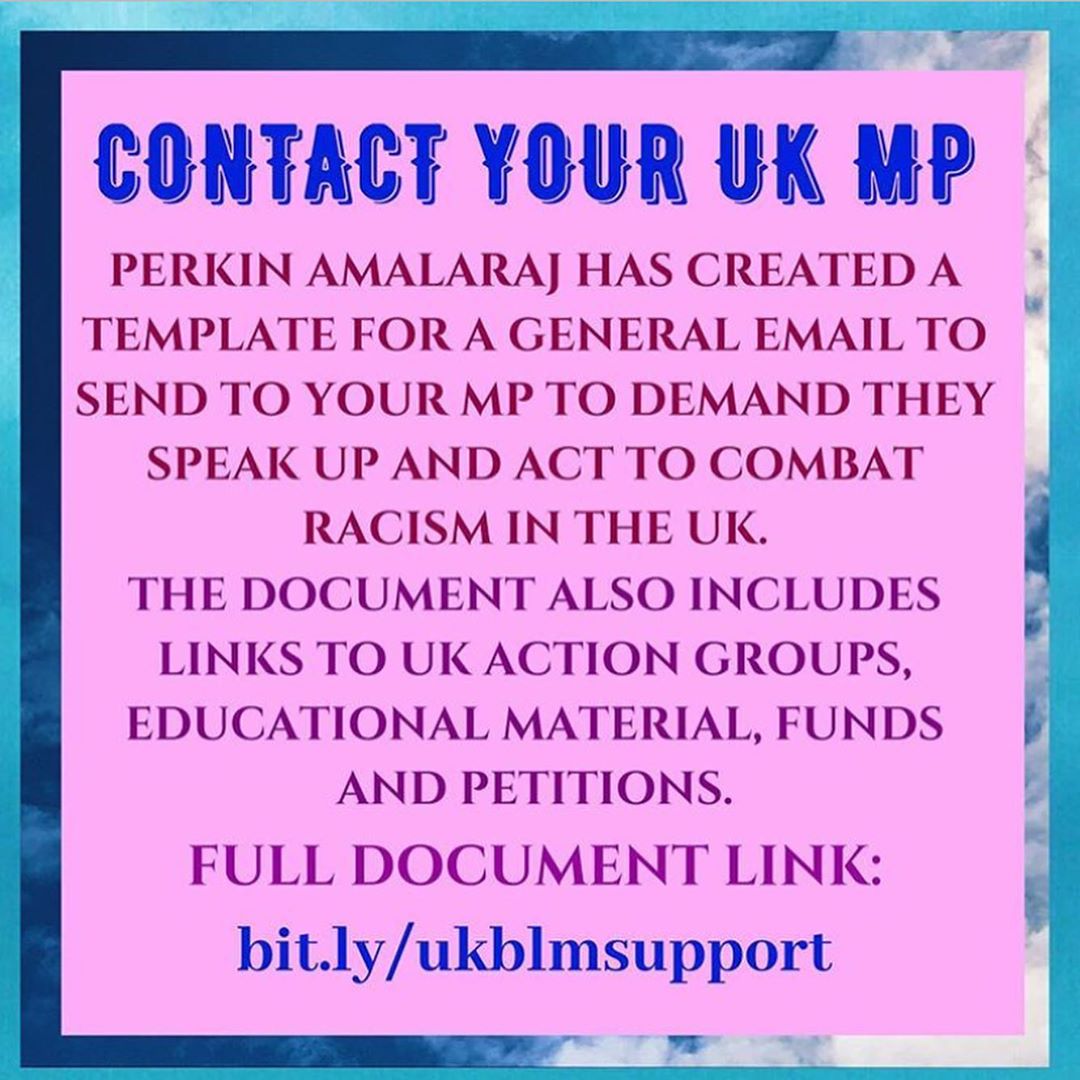 CONTACT YOUR UK MP
PERKIN AMALARAJ HAS CREATED A
TEMPLATE FOR A GENERAL EMAIL TO
SEND TO YOUR MP TO DEMAND THEY
SPEAK UP AND ACT TO COMBAT
RACISM IN THE UK.
THE DOCUMENT ALSO INCLUDES
LINKS TO UK ACTION GROUPS,
EDUCATIONAL MATERIAL, FUNDS
AND PETITIONS.
FULL DOCUMENT LINK:
bit.ly/ukblmsupport